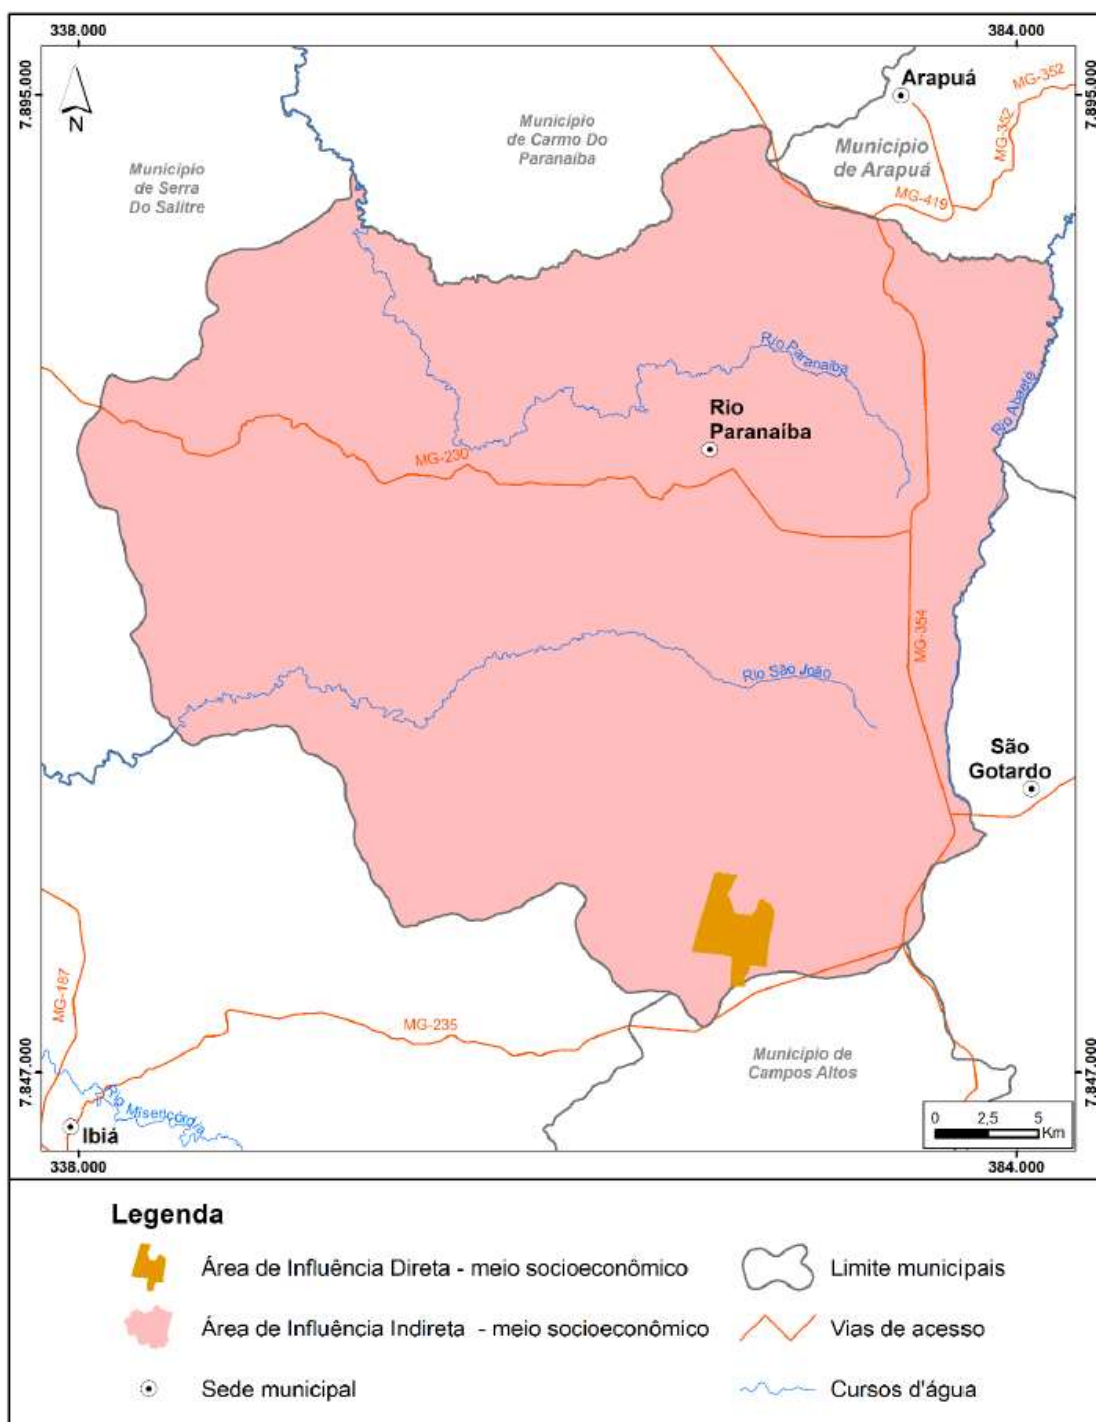 338.000
384.000
7.895.000
7.895.000
N
Arapuá
MG-352
MG-352
Município
de Carmo Do
Paranaíba
Município
de Arapuá
Município
de Serra
Do Salitre
MG-419
Rio Paranaíba
Rio Abaeté
Rio
Paranaíba
MG-230
MG-354
Rio São João
São
Gotardo
MG-187
MG-235
Município de
Campos Altos
7.847.000
7.847.000
Rio Misericórdia
Ibiá
0 2,5 5
Km
338.000
384.000
Legenda
Área de Influência Direta - meio socioeconômico
Limite municipais
Área de Influência Indireta - meio socioeconômico
Vias de acesso
Sede municipal
Cursos d'água